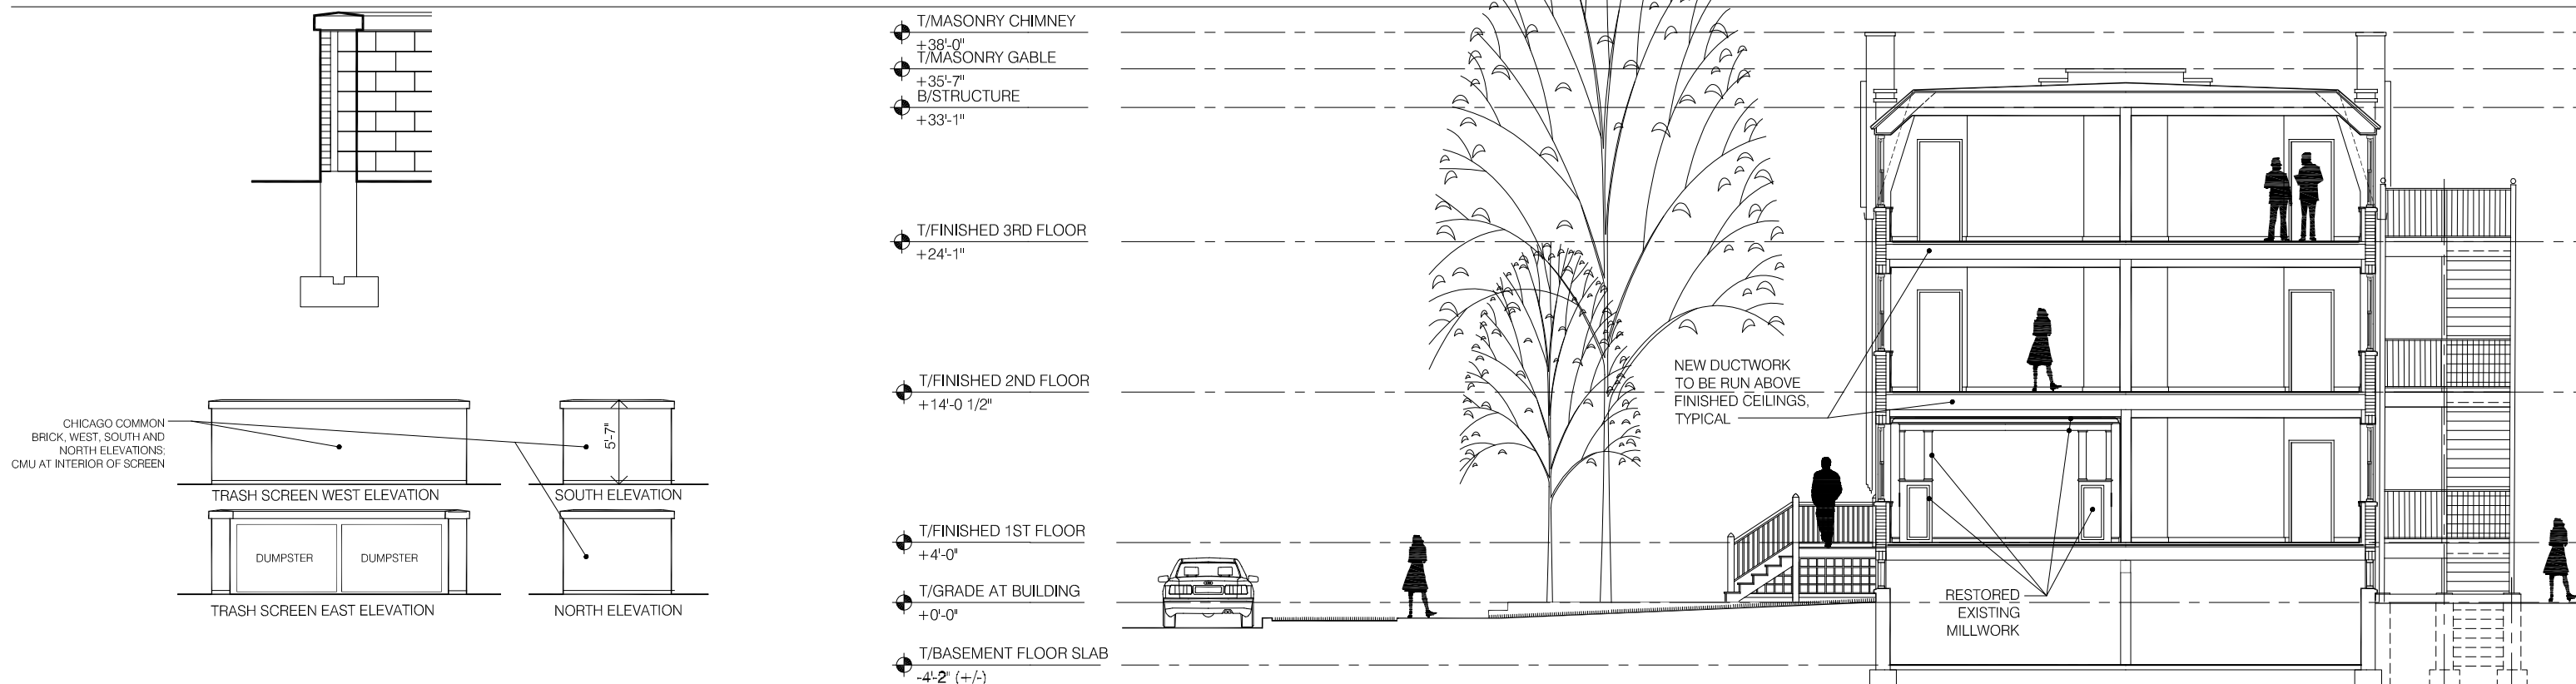 CHICAGO COMMON
BRICK, WEST, SOUTH AND
NORTH ELEVATIONS;
CMU AT INTERIOR OF SCREEN
5'-7"
TRASH SCREEN WEST ELEVATION
SOUTH ELEVATION
DUMPSTER
DUMPSTER
TRASH SCREEN EAST ELEVATION
NORTH ELEVATION
T/MASONRY CHIMNEY
+38'-0"
T/MASONRY GABLE
+35'-7"
B/STRUCTURE
+33'-1"
T/FINISHED 3RD FLOOR
+24'-1"
T/FINISHED 2ND FLOOR
+14'-0 1/2"
T/FINISHED 1ST FLOOR
+4'-0"
T/GRADE AT BUILDING
+0'-0"
T/BASEMENT FLOOR SLAB
-4'-2" (+/-)
NEW DUCTWORK
TO BE RUN ABOVE
FINISHED CEILINGS,
TYPICAL
RESTORED
EXISTING
MILLWORK